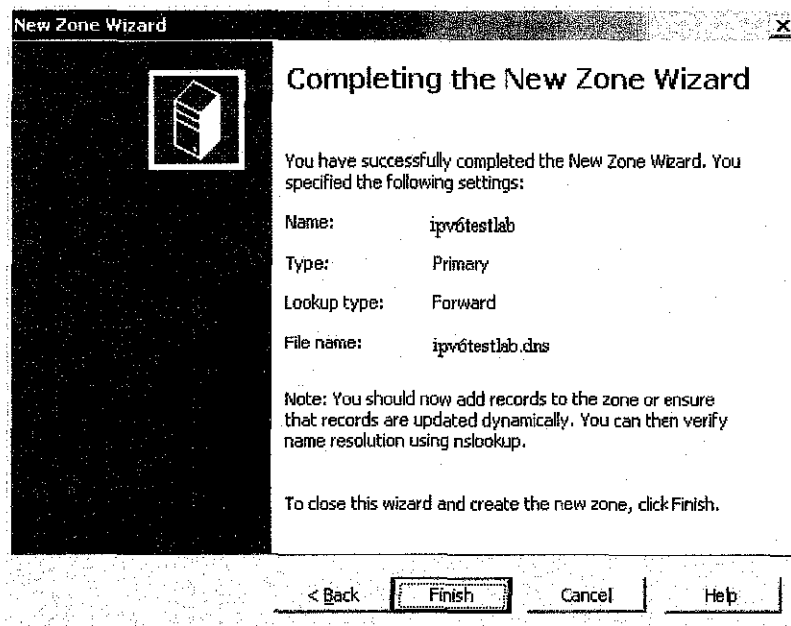 New Zone Wizard
X
Completing the New Zone Wizard
You have successfully completed the New Zone Wizard. You
specified the following settings:
Name: ipv6testlab
Type: Primary
Lookup type: Forward
File name: ipv6testlab.dns
Note: You should now add records to the zone or ensure
that records are updated dynamically. You can then verify
name resolution using nslookup.
To close this wizard and create the new zone, click Finish.
< Back Finish Cancel Help